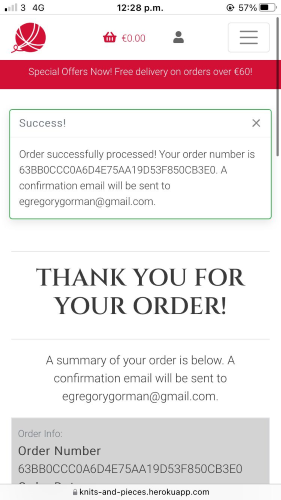 3 4G 12:28 p.m. 57%
€0.00
Special Offers Now! Free delivery on orders over €60!
Success! ×
Order successfully processed! Your order number is
63BB0CCC0A6D4E75AA19D53F850CB3E0. A
confirmation email will be sent to
egregorygorman@gmail.com.
THANK YOU FOR
YOUR ORDER!
A summary of your order is below. A
confirmation email will be sent to
egregorygorman@gmail.com.
Order Info:
Order Number
63BB0CCC0A6D4E75AA19D53F850CB3E0
knits-and-pieces.herokuapp.com